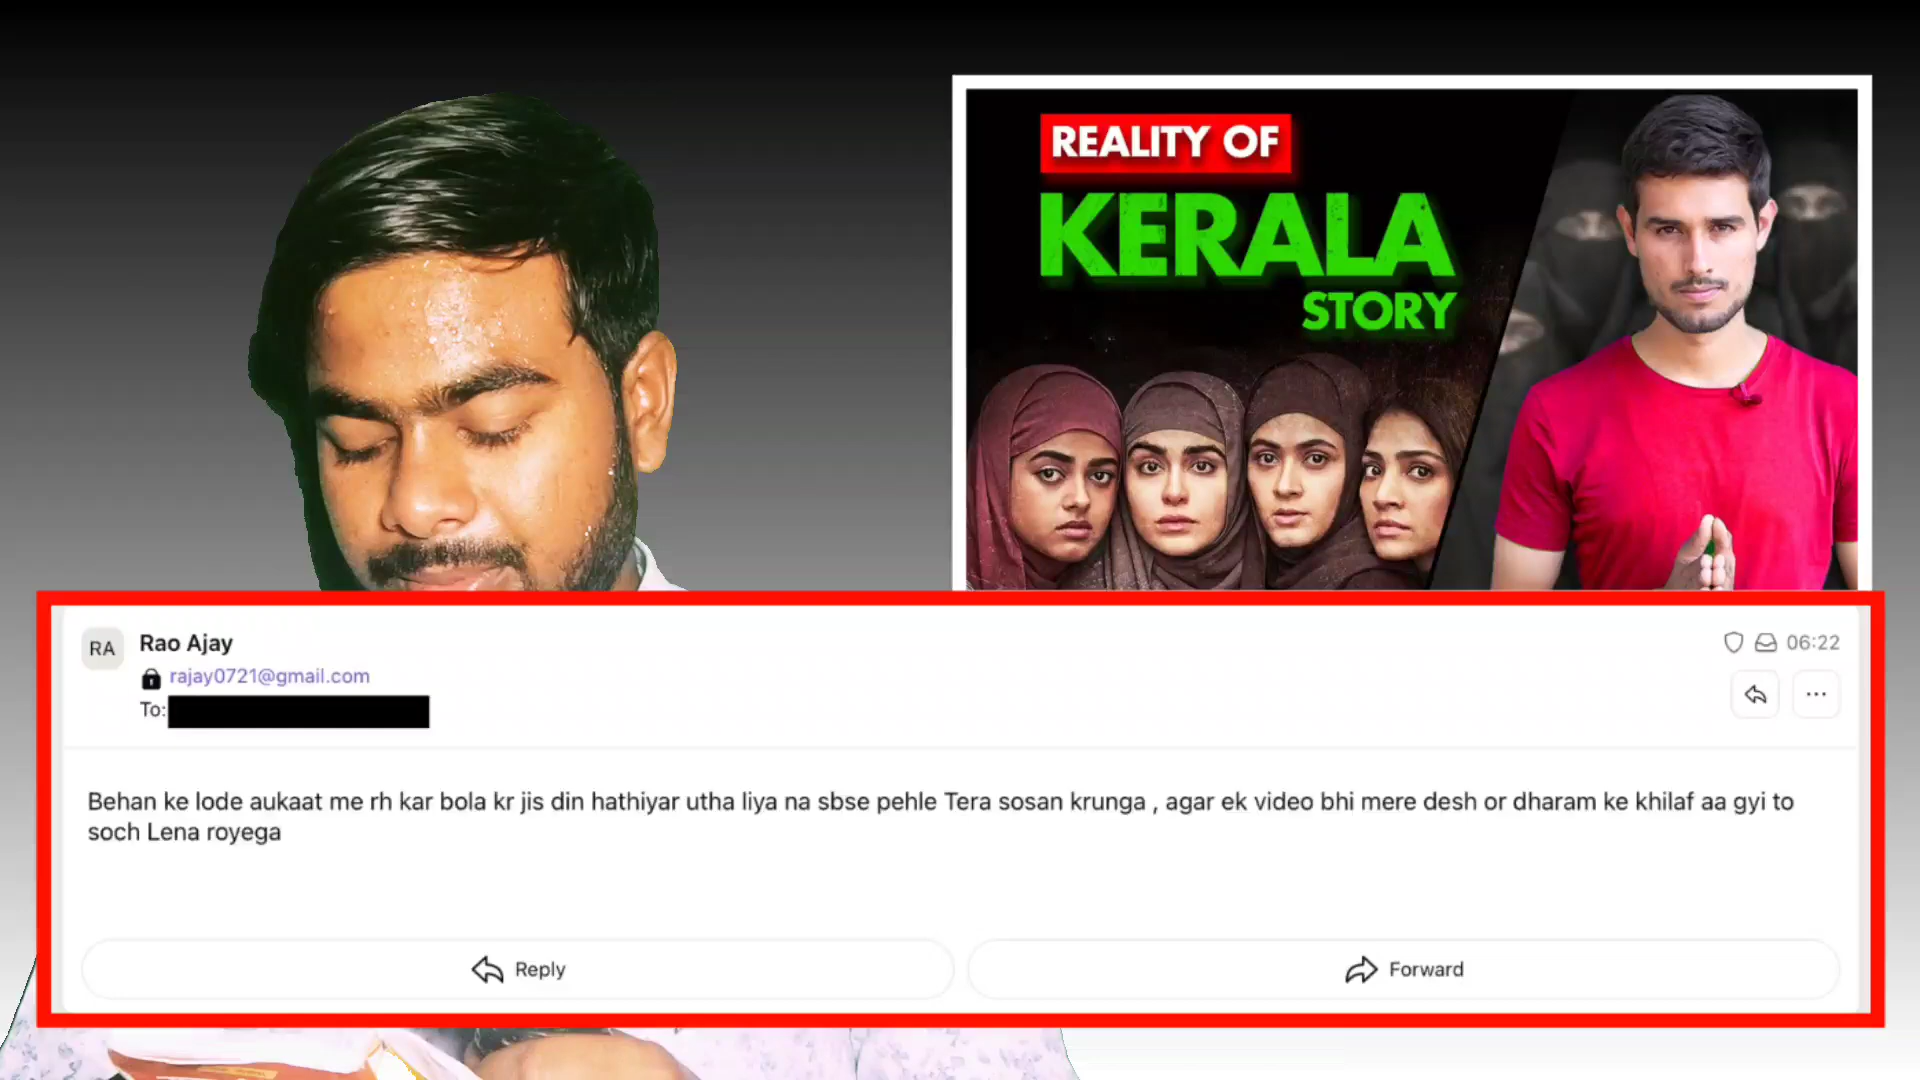 REALITY OF
KERALA
STORY
RA
Rao Ajay
06:22
rajay0721@gmail.com
To:
Behan ke lode aukaat me rh kar bola kr jis din hathiyar utha liya na sbse pehle Tera sosan krunga , agar ek video bhi mere desh or dharam ke khilaf aa gyi to
soch Lena royega
Reply
Forward